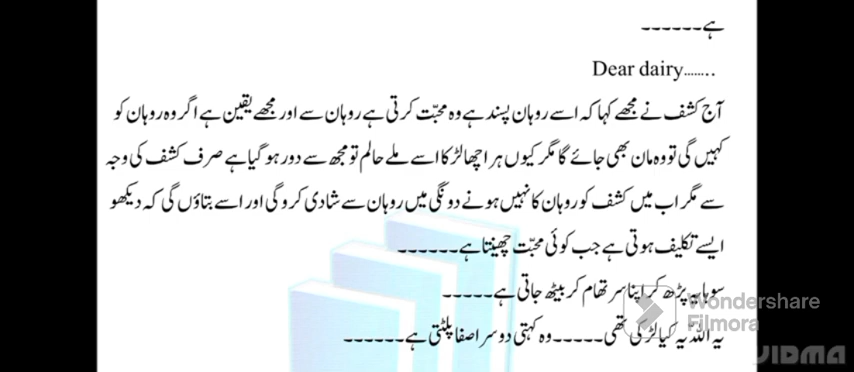 ہے۔۔۔۔۔۔
Dear dairy……..
آج کشف نے مجھے کہا کہ اسے روہان پسند ہے وہ محبّت کرتی ہے روہان سے اور مجھے یقین ہے اگر وہ روہان کو
کہیں گی تو وہ مان بھی جائے گا مگر کیوں ہر اچھا لڑکا اسے ملے حالم تو مجھ سے دور ہو گیا ہے صرف کشف کی وجہ
سے مگر اب میں کشف کو روہان کا نہیں ہونے دونگی میں روہان سے شادی کروگی اور اسے بتاؤں گی کہ دیکھو
ایسے تکلیف ہوتی ہے جب کوئی محبّت چھینتا ہے۔۔۔۔۔۔
سوہا یہ پڑھ کر اپنا سر تھام کر بیٹھ جاتی ہے۔۔۔۔۔
یہ اللہ یہ کیا لڑکی تھی۔۔۔۔۔وہ کہتی دوسرا صفا پلٹتی ہے۔۔۔۔۔۔
Wondershare
Filmora
VIDMA